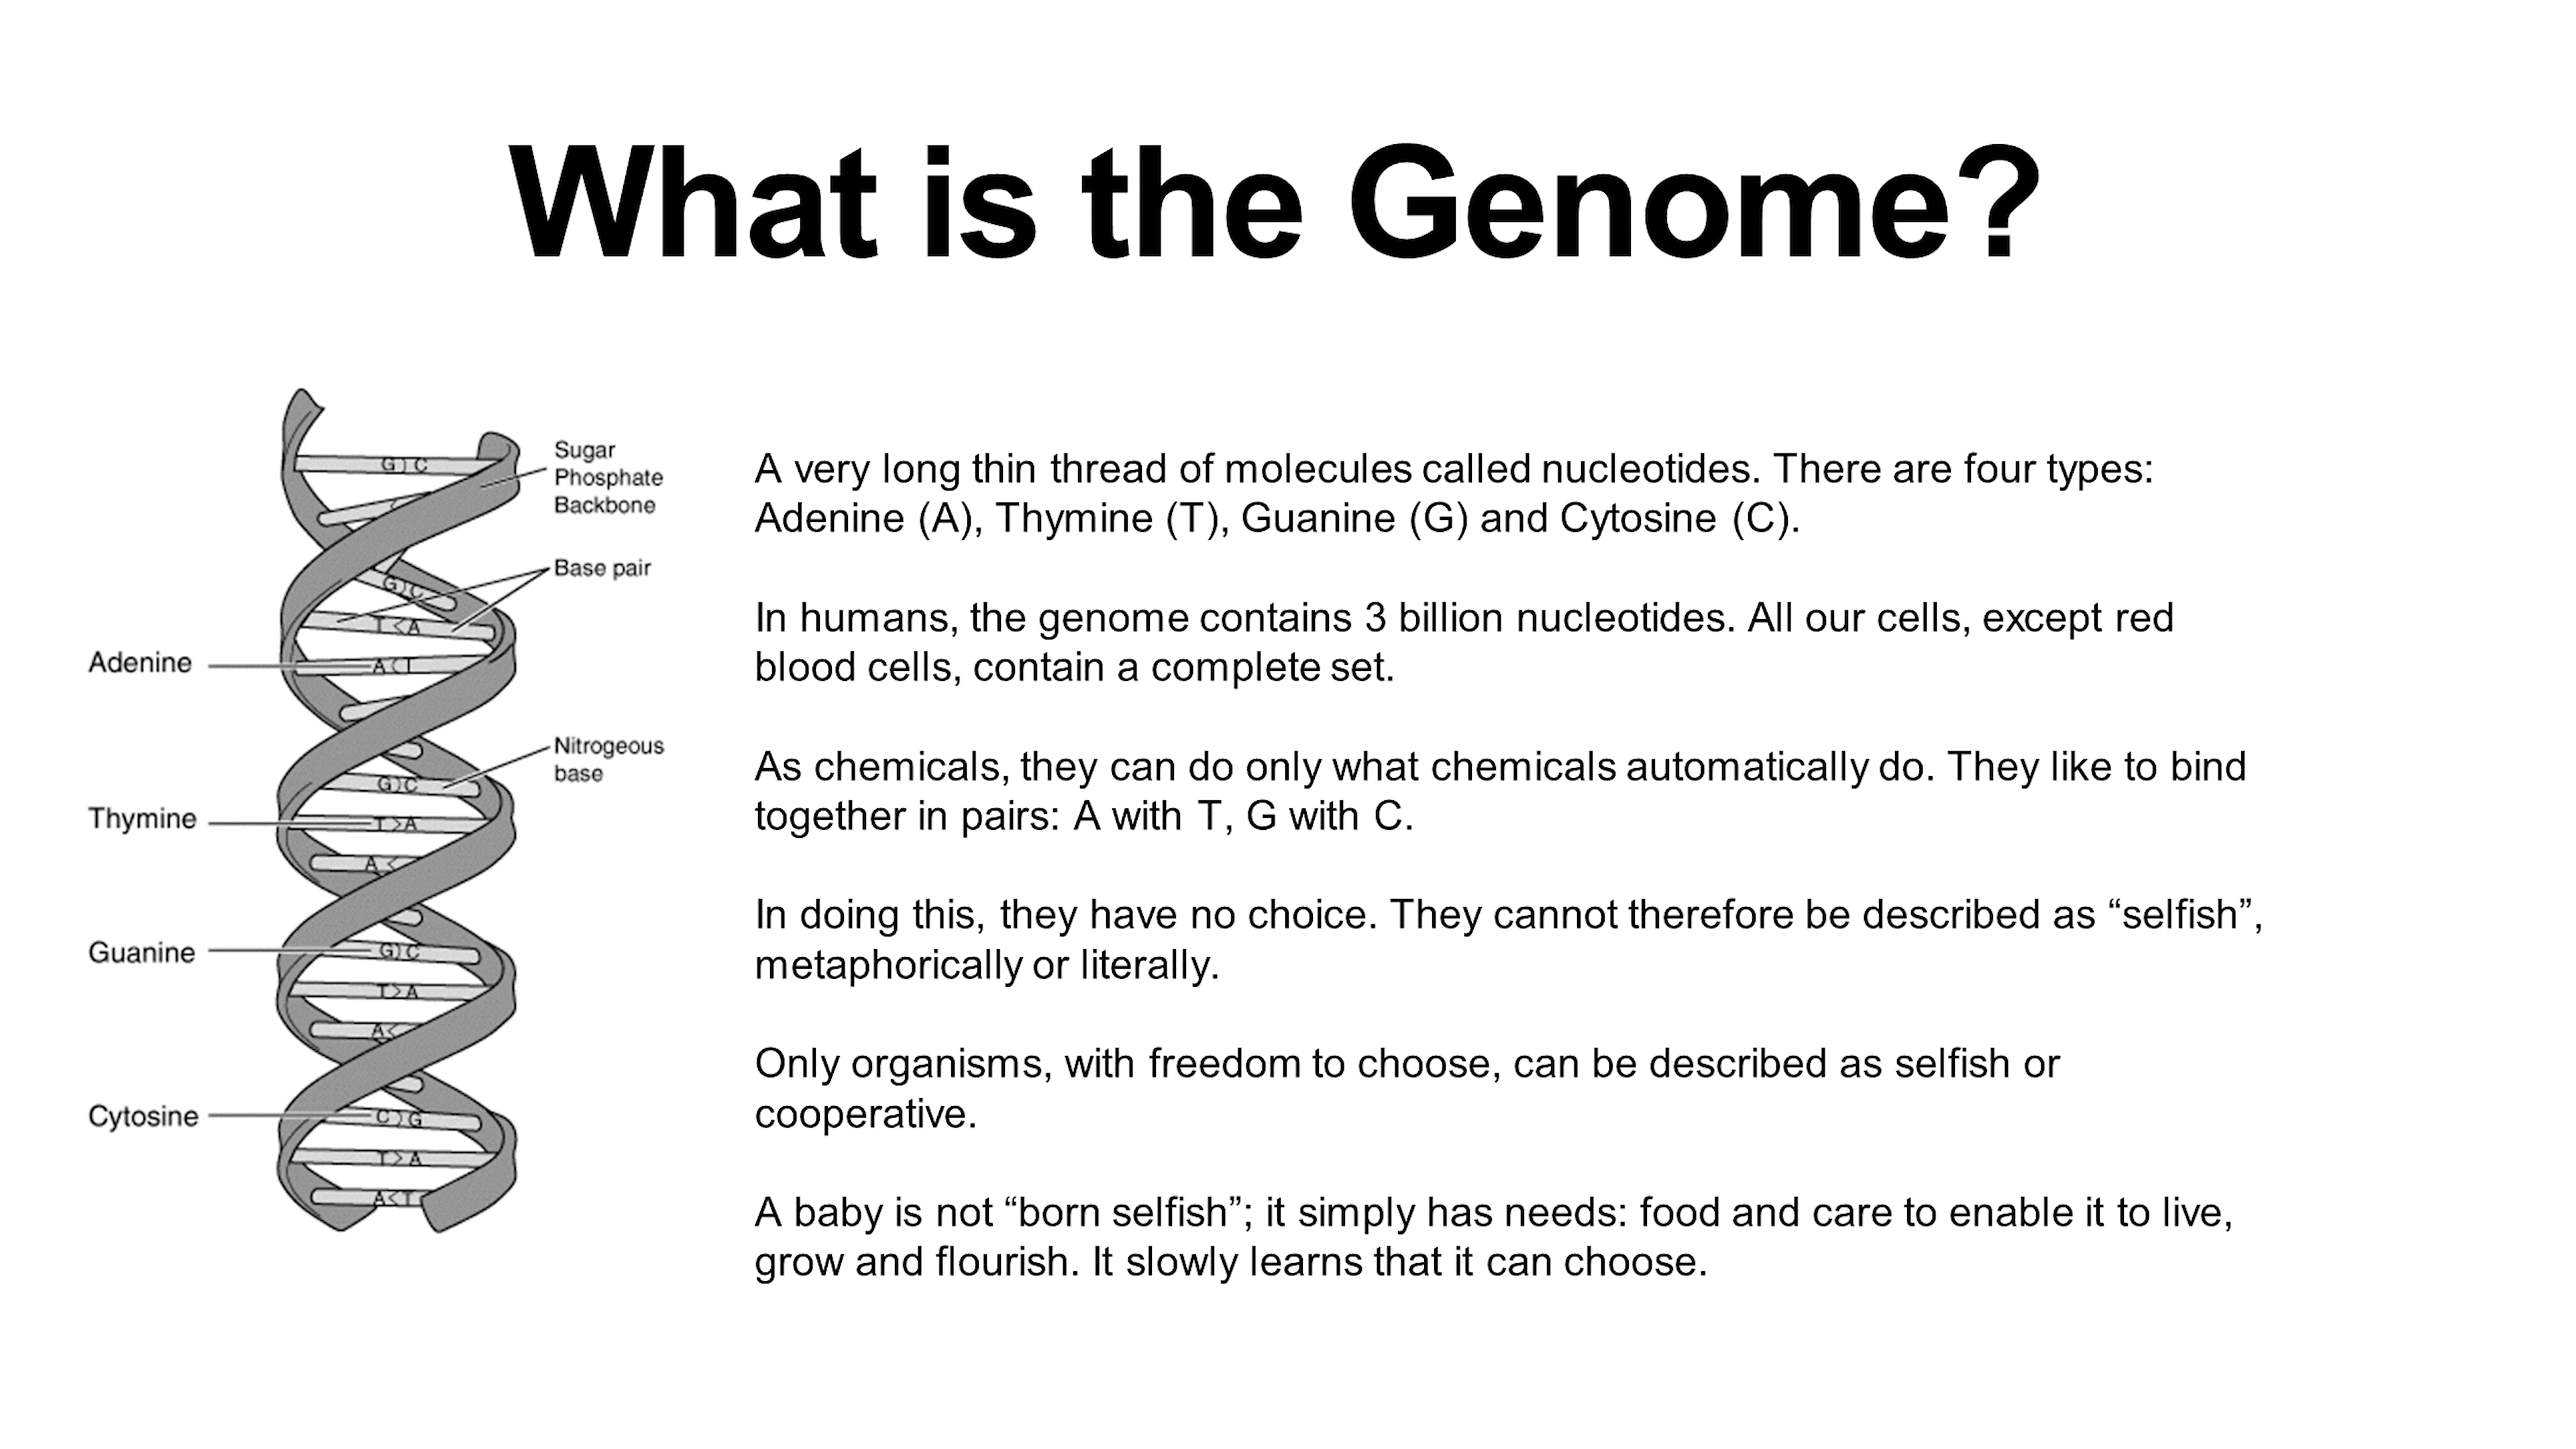 What is the Genome?
Sugar
Phosphate
Backbone
G C
Base pair
G C
T A
Adenine
A T
Nitrogeous
base
G C
Thymine
T A
A
Guanine
G C
T A
A
Cytosine
C G
T A
A T
A very long thin thread of molecules called nucleotides. There are four types:
Adenine (A), Thymine (T), Guanine (G) and Cytosine (C).
In humans, the genome contains 3 billion nucleotides. All our cells, except red
blood cells, contain a complete set.
As chemicals, they can do only what chemicals automatically do. They like to bind
together in pairs: A with T, G with C.
In doing this, they have no choice. They cannot therefore be described as “selfish”,
metaphorically or literally.
Only organisms, with freedom to choose, can be described as selfish or
cooperative.
A baby is not “born selfish”; it simply has needs: food and care to enable it to live,
grow and flourish. It slowly learns that it can choose.